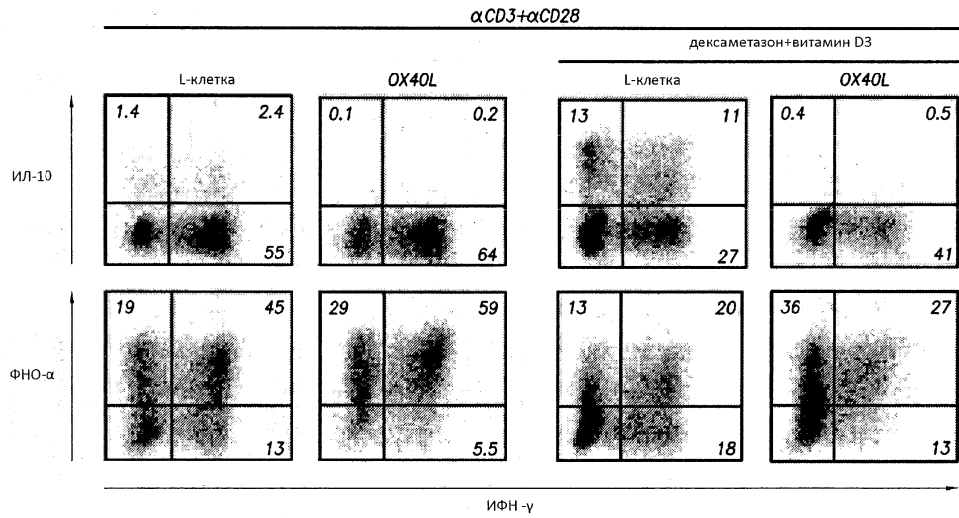 αCD3+αCD28
дексаметазон+витамин D3
L-клетка OX40L L-клетка OX40L
1.4 2.4 0.1 0.2 13 11 0.4 0.5
ИЛ-10
55 64 27 41
19 45 29 59 13 20 36 27
ФНО-α
13 5.5 18 13
ИФН -γ